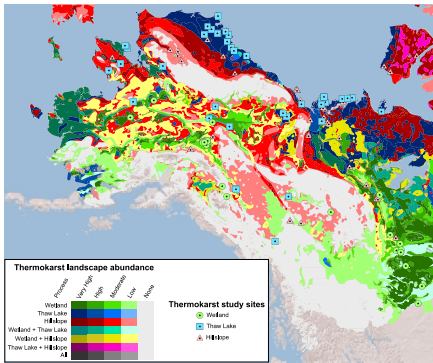 Thermokarst landscape abundance
Process
Very High
High
Moderate
Low
None
Wetland
Thaw Lake
Hillslope
Wetland + Thaw Lake
Wetland + Hillslope
Thaw Lake + Hillslope
All
Thermokarst study sites
Wetland
Thaw Lake
Hillslope